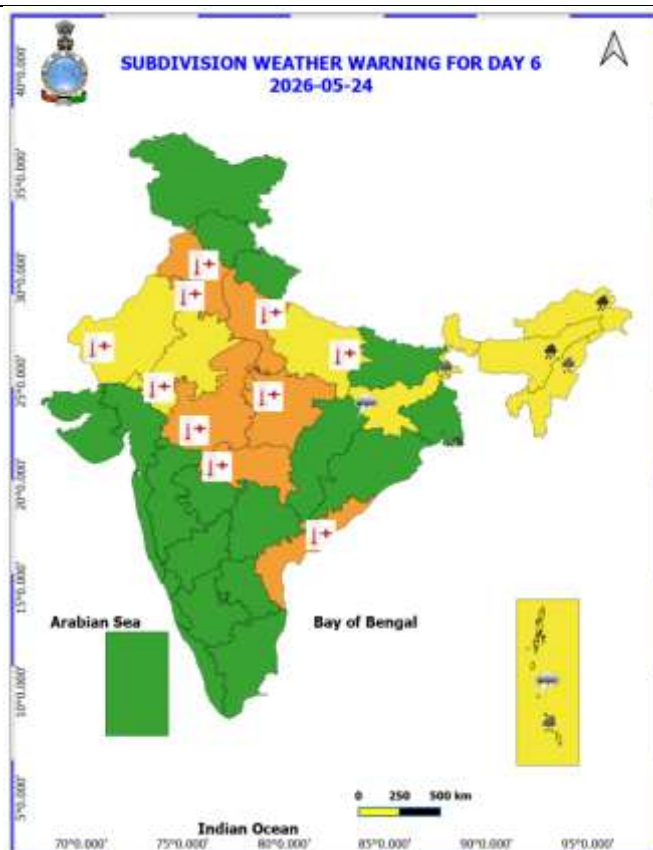 SUBDIVISION WEATHER WARNING FOR DAY 6
2026-05-24
40°0.000'
35°0.000'
30°0.000'
25°0.000'
20°0.000'
15°0.000'
10°0.000'
5°0.000'
Arabian Sea
Bay of Bengal
0 250 500 km
Indian Ocean
70°0.000' 75°0.000' 80°0.000' 85°0.000' 90°0.000' 95°0.000'